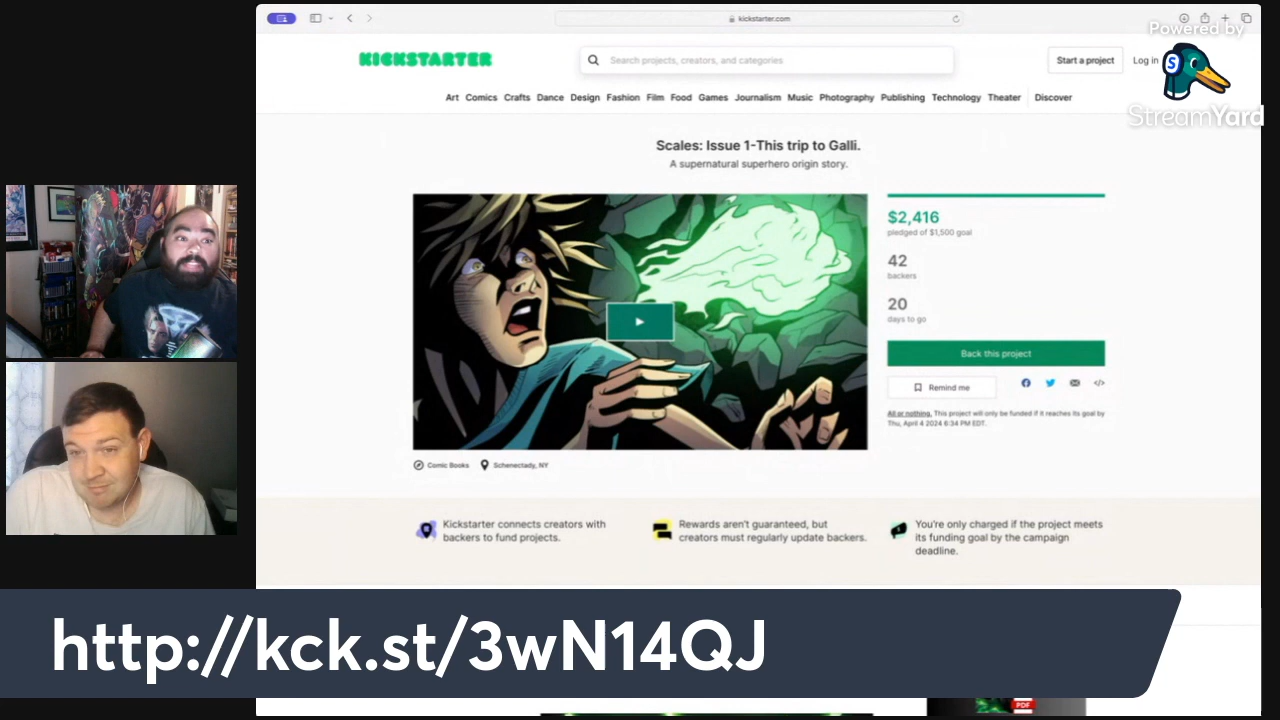 kickstarter.com
Powered by
StreamYard
KICKSTARTER
Search projects, creators, and categories
Start a project
Log in
Art Comics Crafts Dance Design Fashion Film Food Games Journalism Music Photography Publishing Technology Theater Discover
Scales: Issue 1-This trip to Galli.
A supernatural superhero origin story.
$2,416
pledged of $1,500 goal
42
backers
20
days to go
Back this project
Remind me
All or nothing. This project will only be funded if it reaches its goal by
Thu, April 4 2024 6:34 PM EDT.
Comic Books
Schenectady, NY
Kickstarter connects creators with
backers to fund projects.
Rewards aren't guaranteed, but
creators must regularly update backers.
You're only charged if the project meets
its funding goal by the campaign
deadline.
http://kck.st/3wN14QJ
PDF